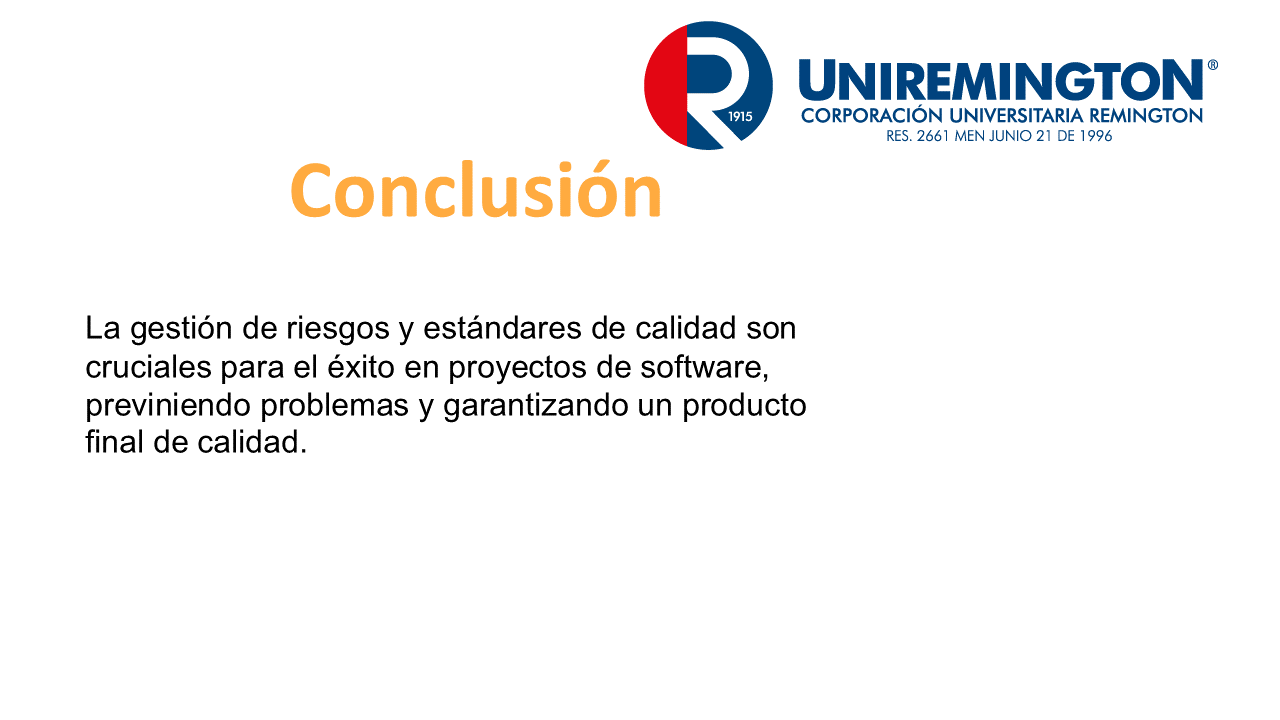 1915
UNIREMINGTON®
CORPORACIÓN UNIVERSITARIA REMINGTON
RES. 2661 MEN JUNIO 21 DE 1996
Conclusión
La gestión de riesgos y estándares de calidad son
cruciales para el éxito en proyectos de software,
previniendo problemas y garantizando un producto
final de calidad.